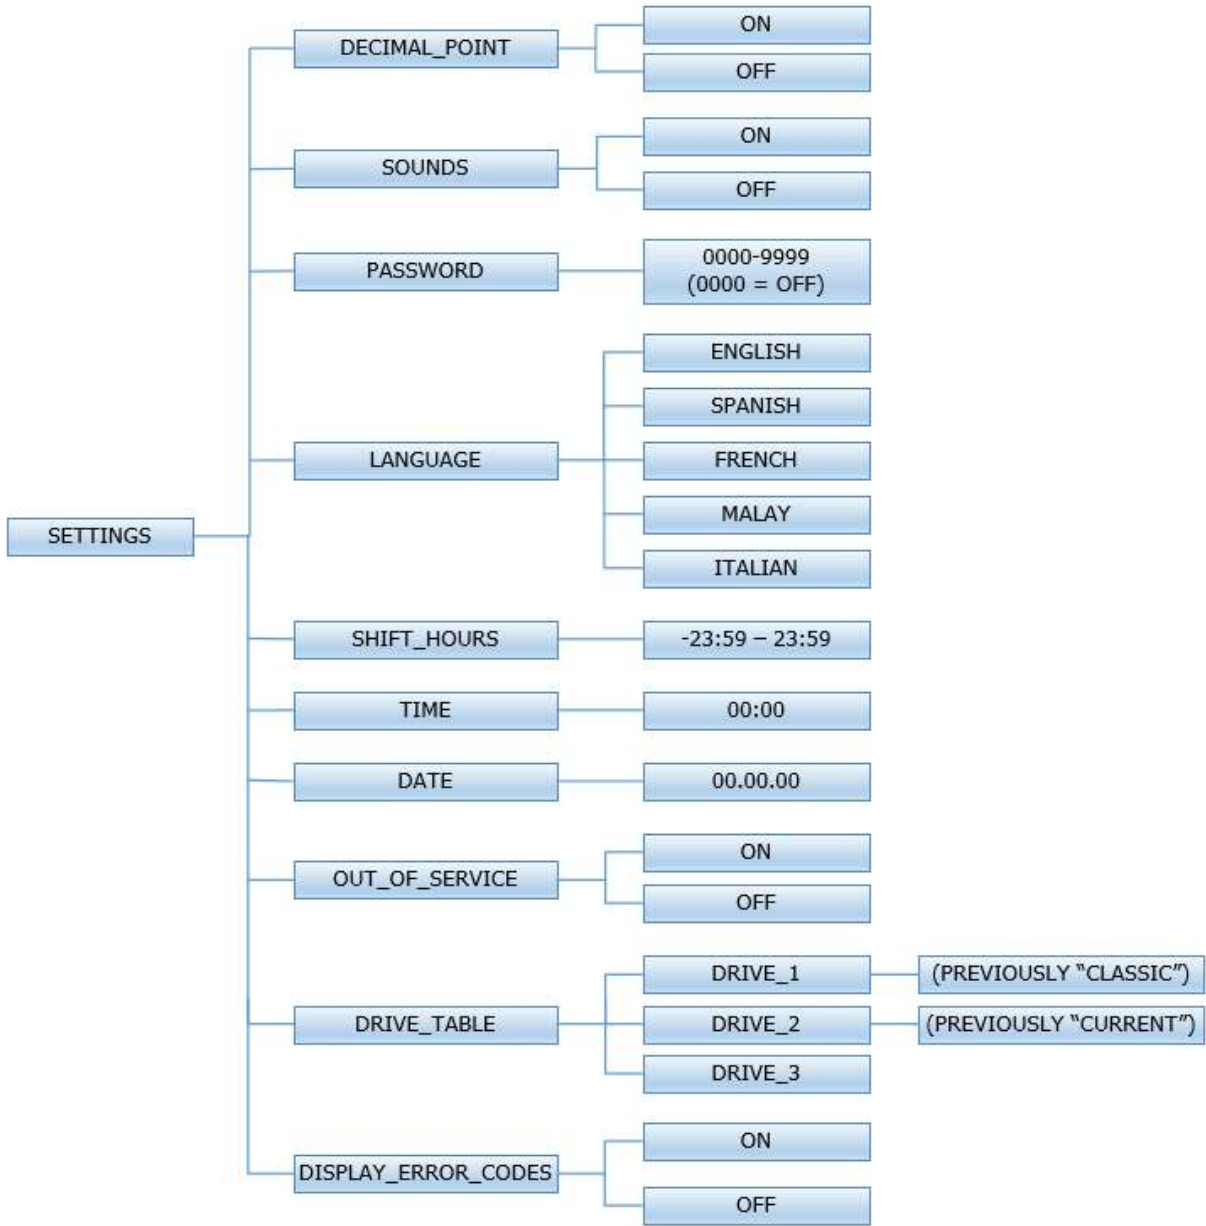 SETTINGS
DECIMAL_POINT
ON
OFF
SOUNDS
ON
OFF
PASSWORD
0000-9999
(0000 = OFF)
LANGUAGE
ENGLISH
SPANISH
FRENCH
MALAY
ITALIAN
SHIFT_HOURS
-23:59 – 23:59
TIME
00:00
DATE
00.00.00
OUT_OF_SERVICE
ON
OFF
DRIVE_TABLE
DRIVE_1
(PREVIOUSLY “CLASSIC”)
DRIVE_2
(PREVIOUSLY “CURRENT”)
DRIVE_3
DISPLAY_ERROR_CODES
ON
OFF